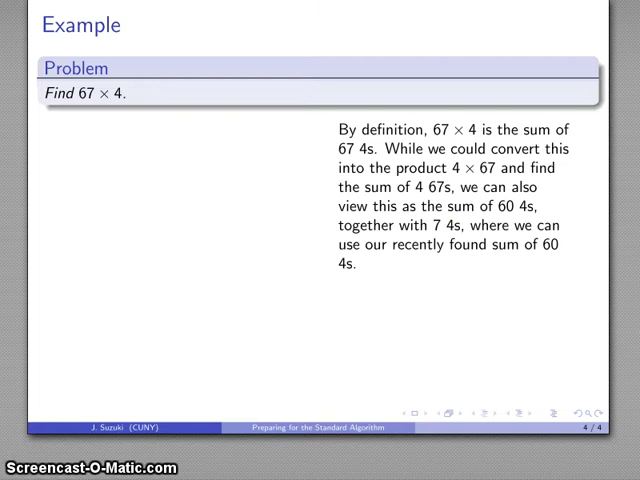 Example
Problem
Find 67 × 4.
By definition, 67 × 4 is the sum of
67 4s. While we could convert this
into the product 4 × 67 and find
the sum of 4 67s, we can also
view this as the sum of 60 4s,
together with 7 4s, where we can
use our recently found sum of 60
4s.
J. Suzuki (CUNY)
Preparing for the Standard Algorithm
4 / 4
Screencast-O-Matic.com